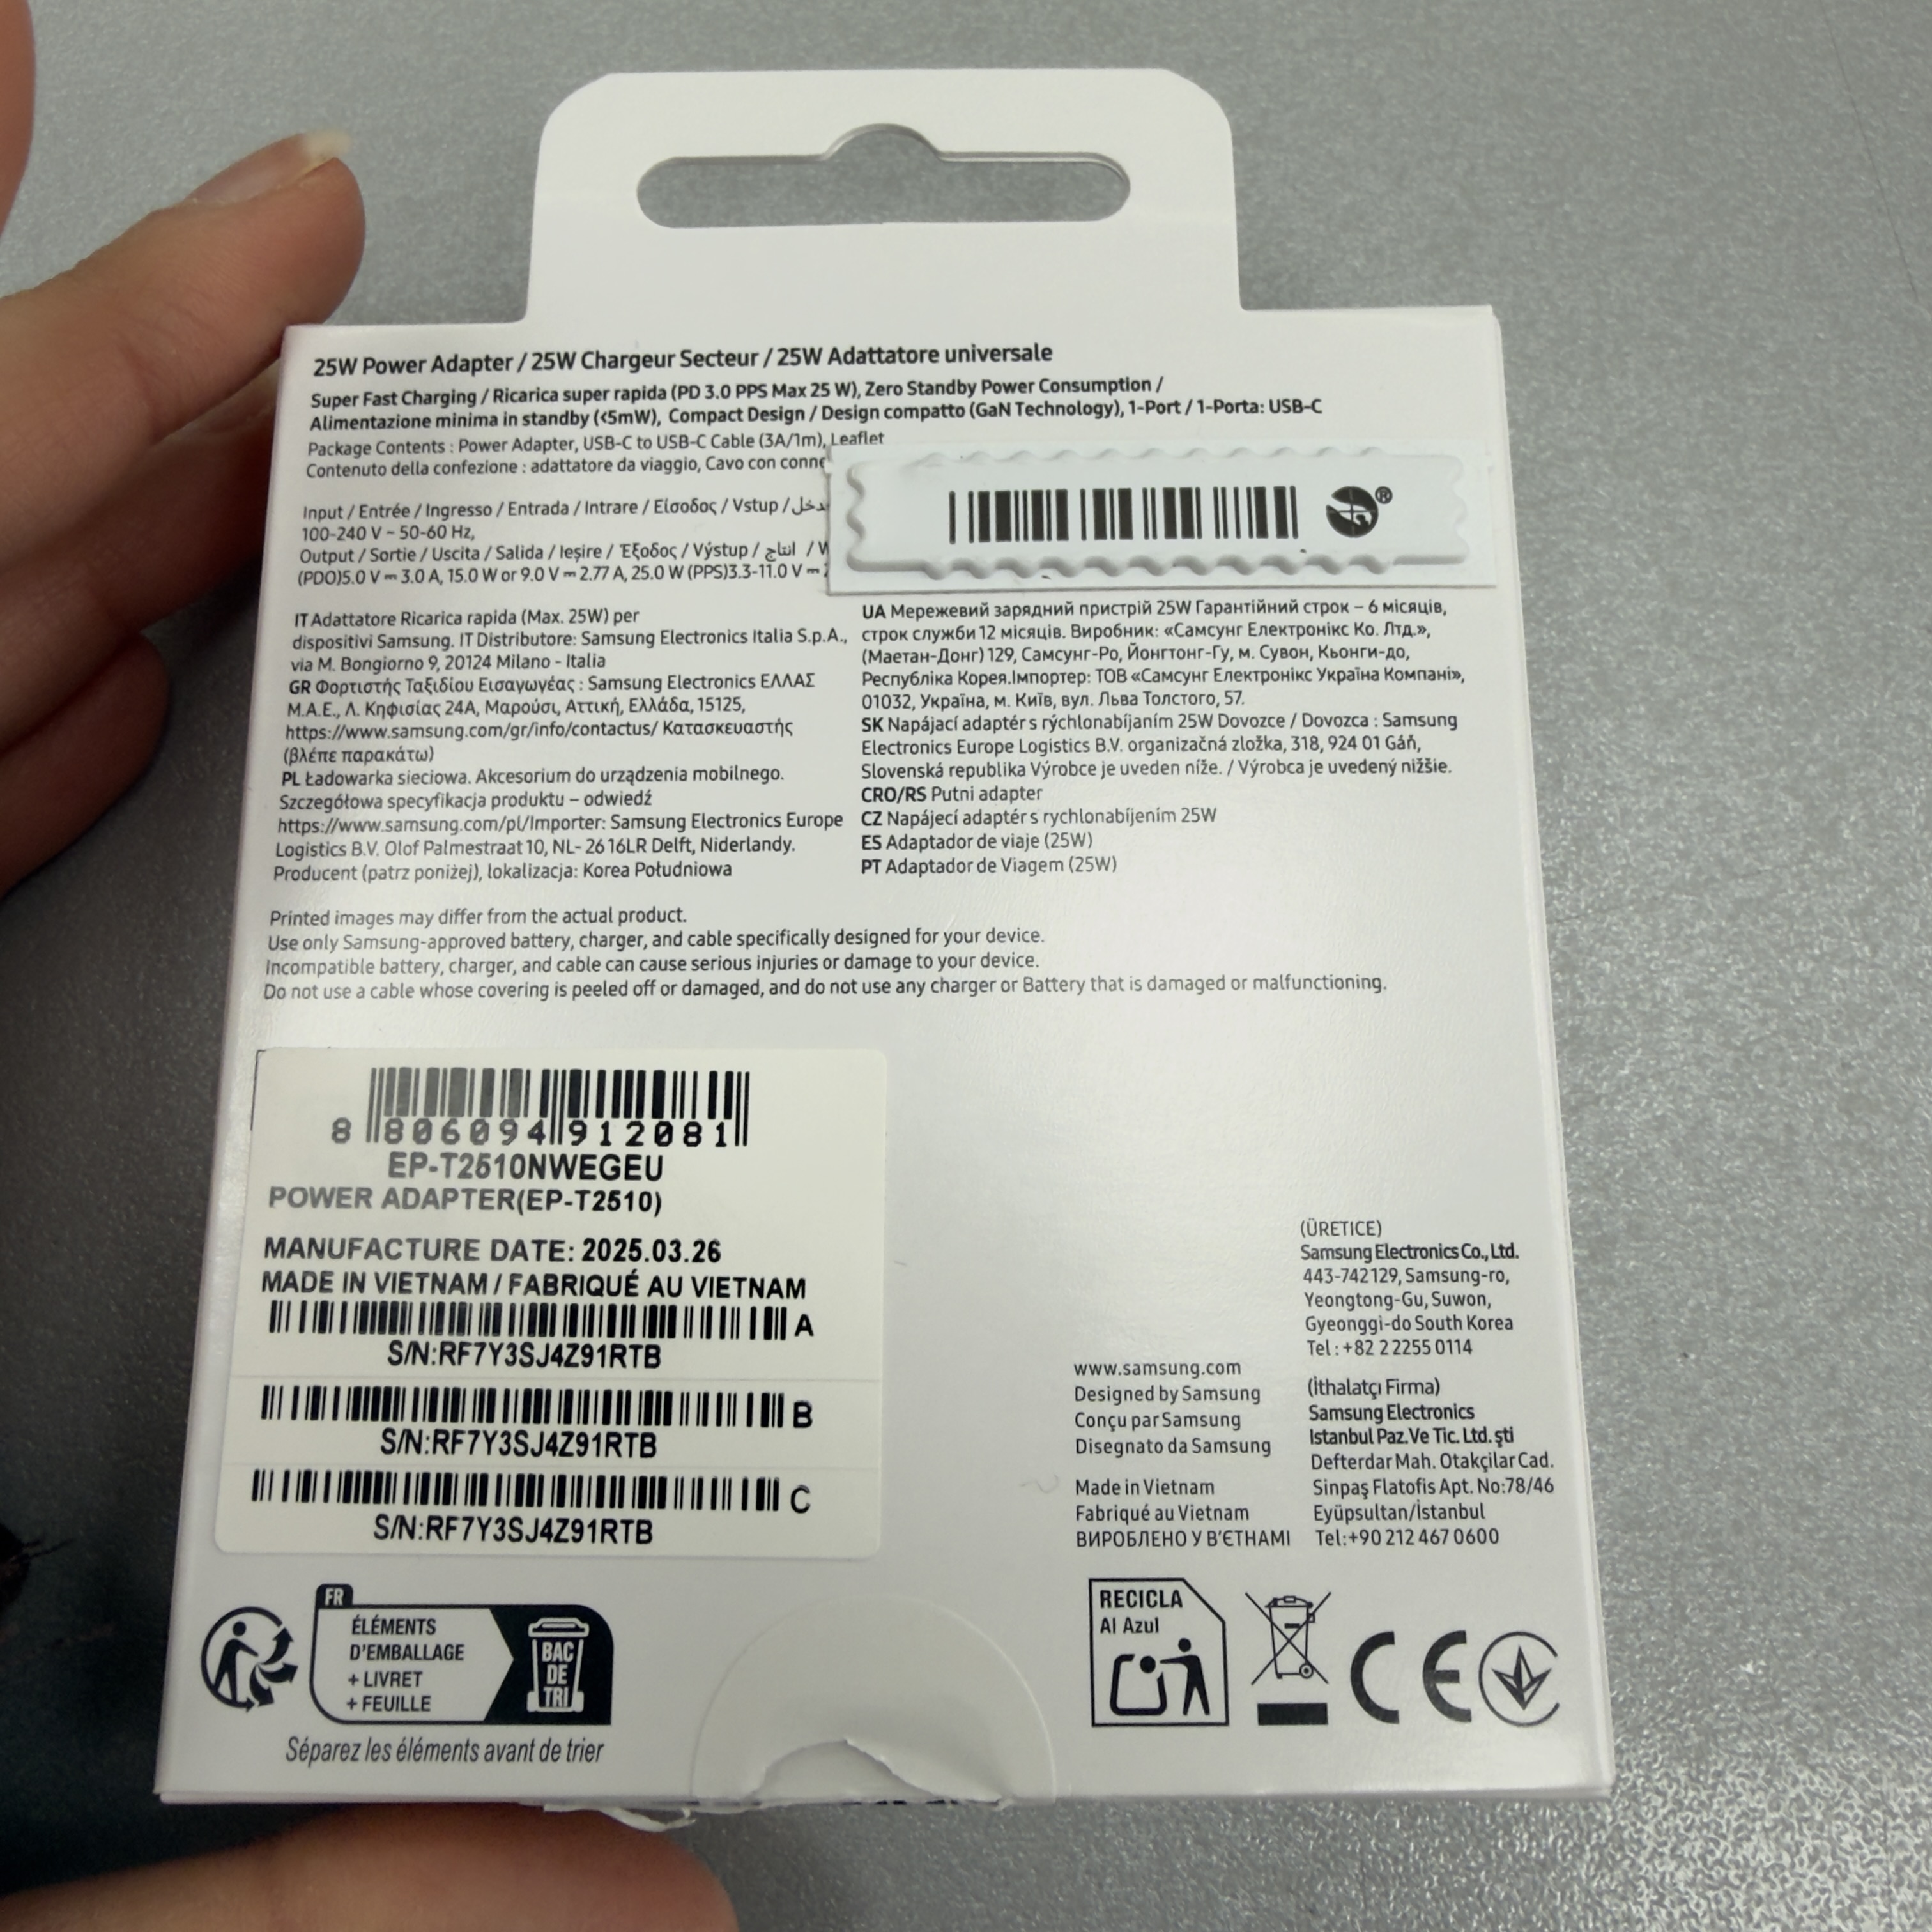 25W Power Adapter / 25W Chargeur Secteur / 25W Adattatore universale
Super Fast Charging / Ricarica super rapida (PD 3.0 PPS Max 25 W), Zero Standby Power Consumption /
Alimentazione minima in standby (<5mW), Compact Design / Design compatto (GaN Technology), 1-Port / 1-Porta: USB-C
Package Contents : Power Adapter, USB-C to USB-C Cable (3A/1m), Leaflet
Contenuto della confezione : adattatore da viaggio, Cavo con
Input / Entrée / Ingresso / Entrada / Intrare / Είσοδος / Vstup /
100-240 V ~ 50-60 Hz,
Output / Sortie / Uscita / Salida / Ieșire / Έξοδος / Výstup / انتاج /
(PDO)5.0 V ⎓ 3.0 A, 15.0 W or 9.0 V ⎓ 2.77 A, 25.0 W (PPS)3.3-11.0 V ⎓
®
IT Adattatore Ricarica rapida (Max. 25W) per
dispositivi Samsung. IT Distributore: Samsung Electronics Italia S.p.A.,
via M. Bongiorno 9, 20124 Milano - Italia
GR Φορτιστής Ταξιδίου Εισαγωγέας : Samsung Electronics ΕΛΛΑΣ
Μ.Α.Ε., Λ. Κηφισίας 24Α, Μαρούσι, Αττική, Ελλάδα, 15125,
https://www.samsung.com/gr/info/contactus/ Κατασκευαστής
(βλέπε παρακάτω)
PL Ładowarka sieciowa. Akcesorium do urządzenia mobilnego.
Szczegółowa specyfikacja produktu – odwiedź
https://www.samsung.com/pl/Importer: Samsung Electronics Europe
Logistics B.V. Olof Palmestraat 10, NL- 26 16LR Delft, Niderlandy.
Producent (patrz poniżej), lokalizacja: Korea Południowa
UA Мережевий зарядний пристрій 25W Гарантійний строк – 6 місяців,
строк служби 12 місяців. Виробник: «Самсунг Електронікс Ко. Лтд.»,
(Маетан-Донг) 129, Самсунг-Ро, Йонгтонг-Гу, м. Сувон, Кьонги-до,
Республіка Корея.Імпортер: ТОВ «Самсунг Електронікс Україна Компані»,
01032, Україна, м. Київ, вул. Льва Толстого, 57.
SK Napájací adaptér s rýchlonabíjaním 25W Dovozce / Dovozca : Samsung
Electronics Europe Logistics B.V. organizačná zložka, 318, 924 01 Gáň,
Slovenská republika Výrobce je uveden níže. / Výrobca je uvedený nižšie.
CRO/RS Putni adapter
CZ Napájecí adaptér s rychlonabíjením 25W
ES Adaptador de viaje (25W)
PT Adaptador de Viagem (25W)
Printed images may differ from the actual product.
Use only Samsung-approved battery, charger, and cable specifically designed for your device.
Incompatible battery, charger, and cable can cause serious injuries or damage to your device.
Do not use a cable whose covering is peeled off or damaged, and do not use any charger or Battery that is damaged or malfunctioning.
8 806094 912081
EP-T2510NWEGEU
POWER ADAPTER(EP-T2510)
MANUFACTURE DATE: 2025.03.26
MADE IN VIETNAM / FABRIQUÉ AU VIETNAM
A
S/N:RF7Y3SJ4Z91RTB
B
S/N:RF7Y3SJ4Z91RTB
C
S/N:RF7Y3SJ4Z91RTB
www.samsung.com
Designed by Samsung
Conçu par Samsung
Disegnato da Samsung
Made in Vietnam
Fabriqué au Vietnam
ВИРОБЛЕНО У В'ЄТНАМІ
(ÜRETICE)
Samsung Electronics Co., Ltd.
443-742 129, Samsung-ro,
Yeongtong-Gu, Suwon,
Gyeonggi-do South Korea
Tel : +82 2 2255 0114
(İthalatçı Firma)
Samsung Electronics
Istanbul Paz.Ve Tic. Ltd. şti
Defterdar Mah. Otakçilar Cad.
Sinpaş Flatofis Apt. No:78/46
Eyüpsultan/İstanbul
Tel:+90 212 467 0600
FR
ÉLÉMENTS
D'EMBALLAGE
+ LIVRET
+ FEUILLE
BAC
DE
TRI
Séparez les éléments avant de trier
RECICLA
Al Azul
CE